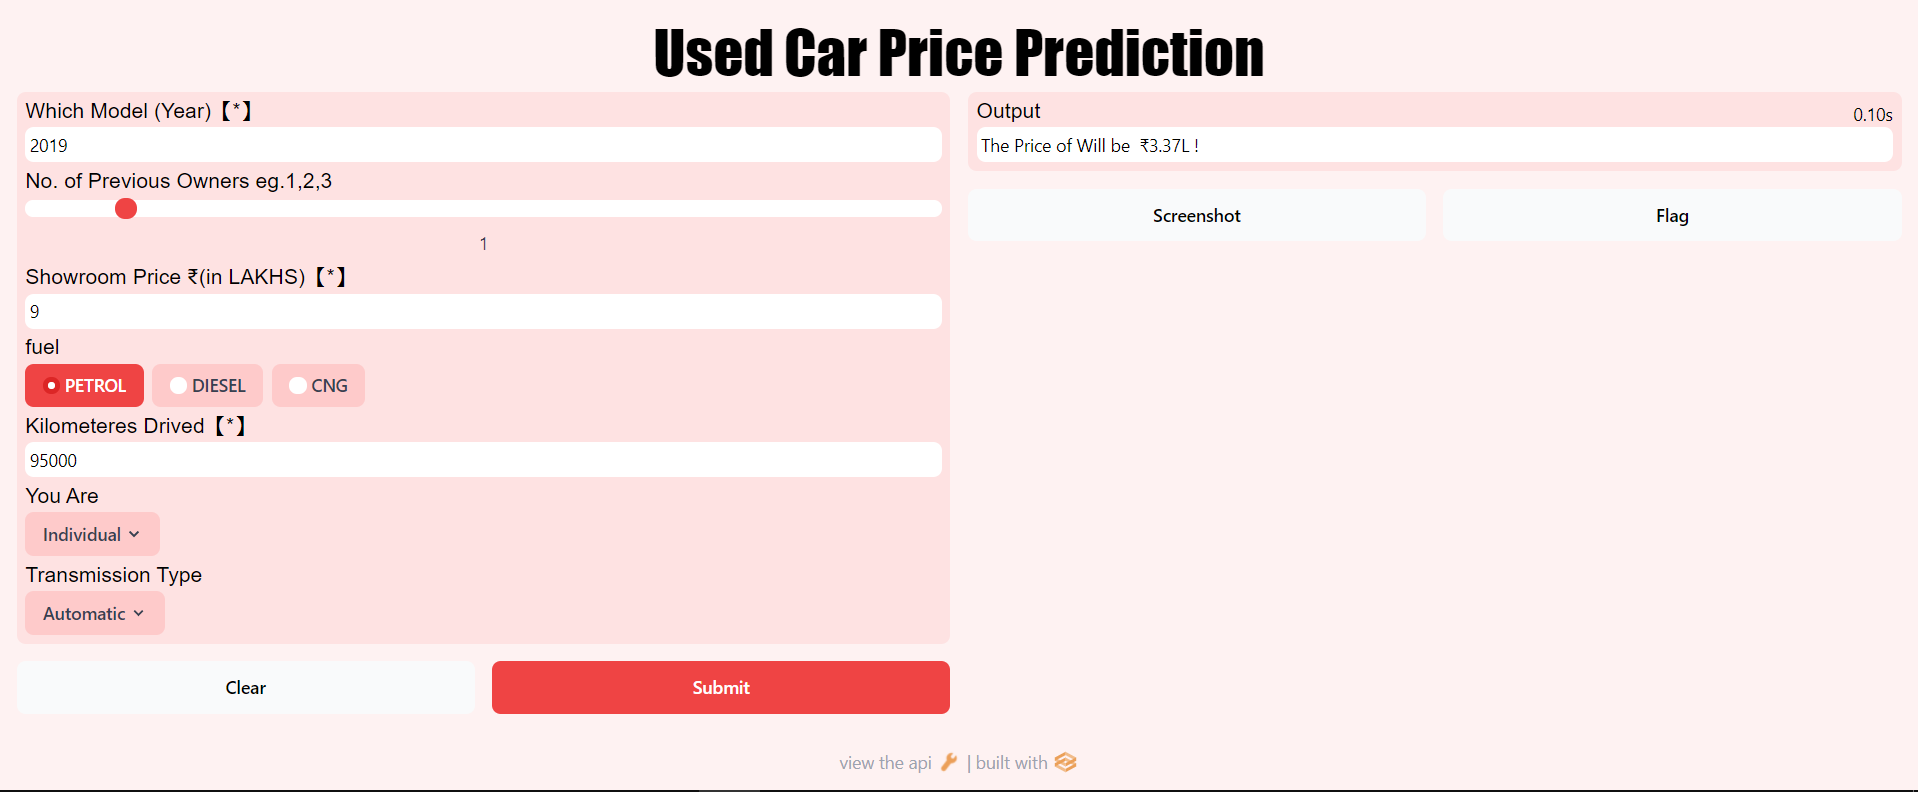 Used Car Price Prediction
Which Model (Year)【*】
2019
No. of Previous Owners eg.1,2,3
1
Showroom Price ₹(in LAKHS)【*】
9
fuel
PETROL DIESEL CNG
Kilometeres Drived【*】
95000
You Are
Individual
Transmission Type
Automatic
Clear Submit
Output 0.10s
The Price of Will be  ₹3.37L !
Screenshot Flag
view the api | built with